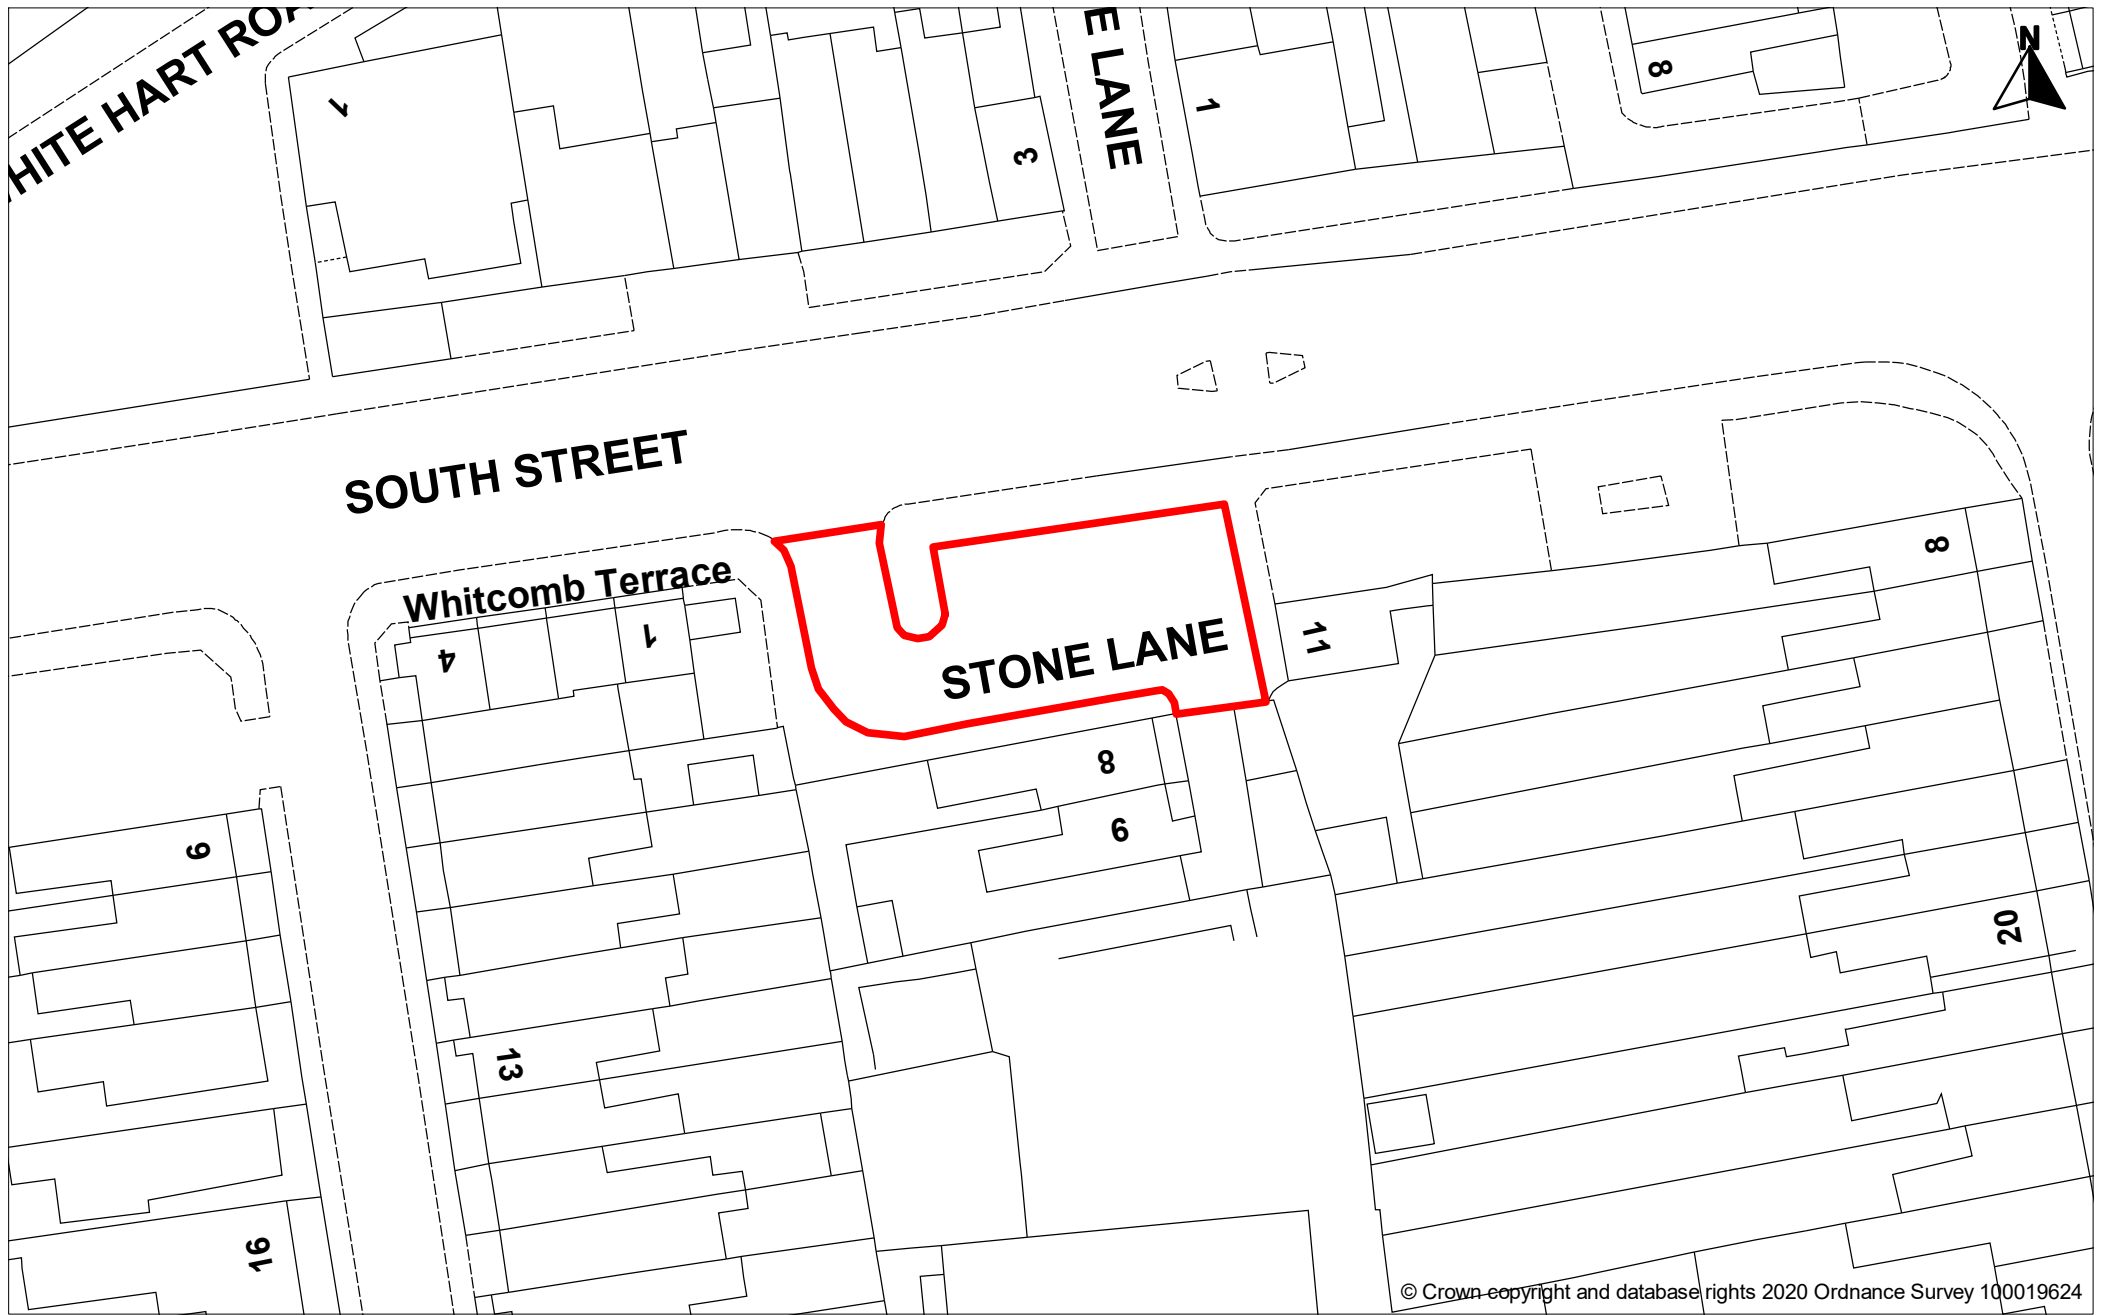 HITE HART ROA
E LANE
N
1
3
1
8
SOUTH STREET
Whitcomb Terrace
4
1
STONE LANE
11
8
8
6
9
20
13
16
© Crown copyright and database rights 2020 Ordnance Survey 100019624